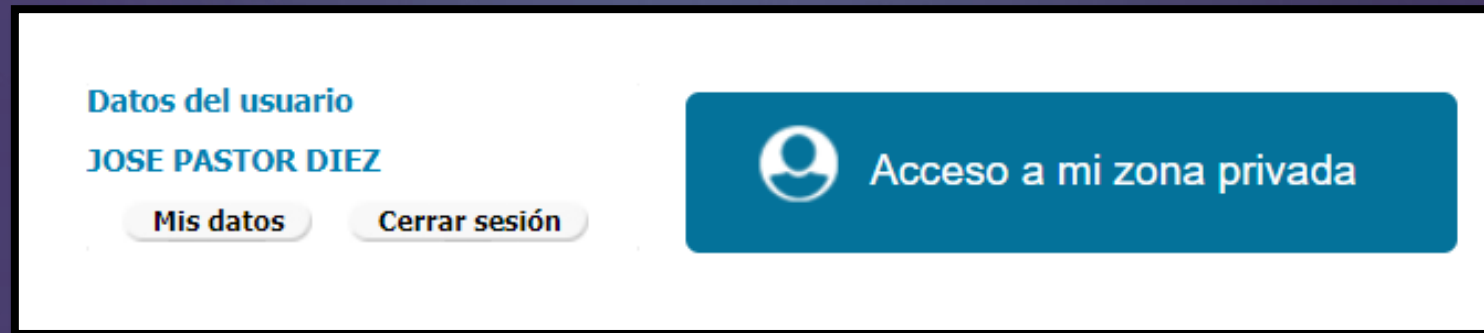 Datos del usuario
JOSE PASTOR DIEZ
Mis datos
Cerrar sesión
Acceso a mi zona privada